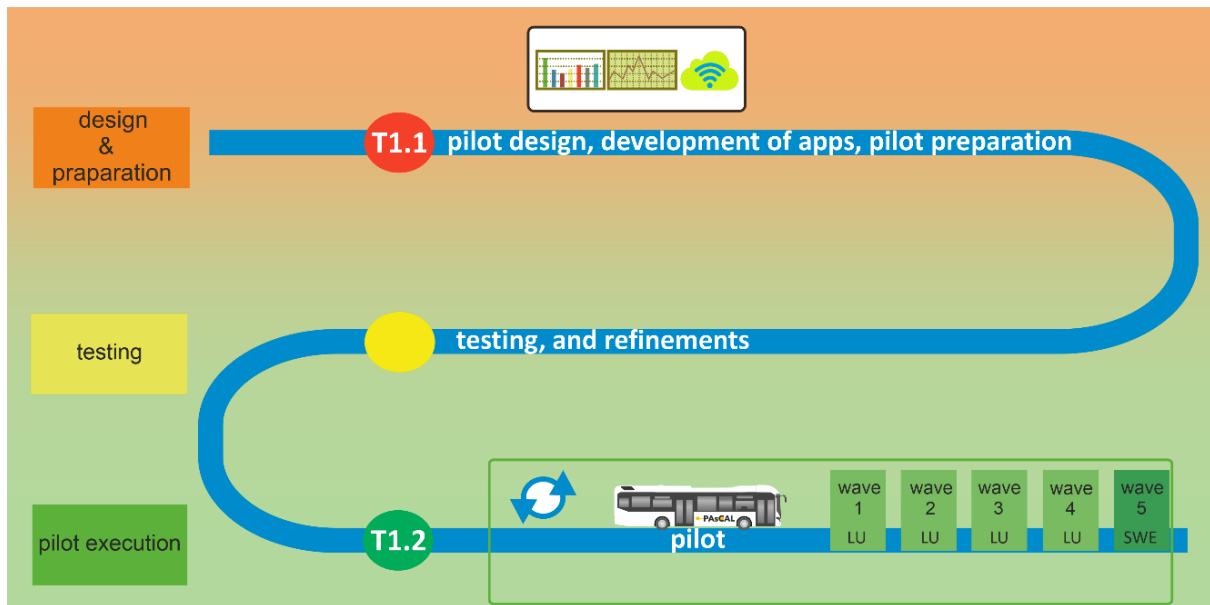 design
&
praparation
T1.1
pilot design, development of apps, pilot preparation
testing
testing, and refinements
pilot execution
T1.2
PAsCAL
pilot
wave
1
LU
wave
2
LU
wave
3
LU
wave
4
LU
wave
5
SWE